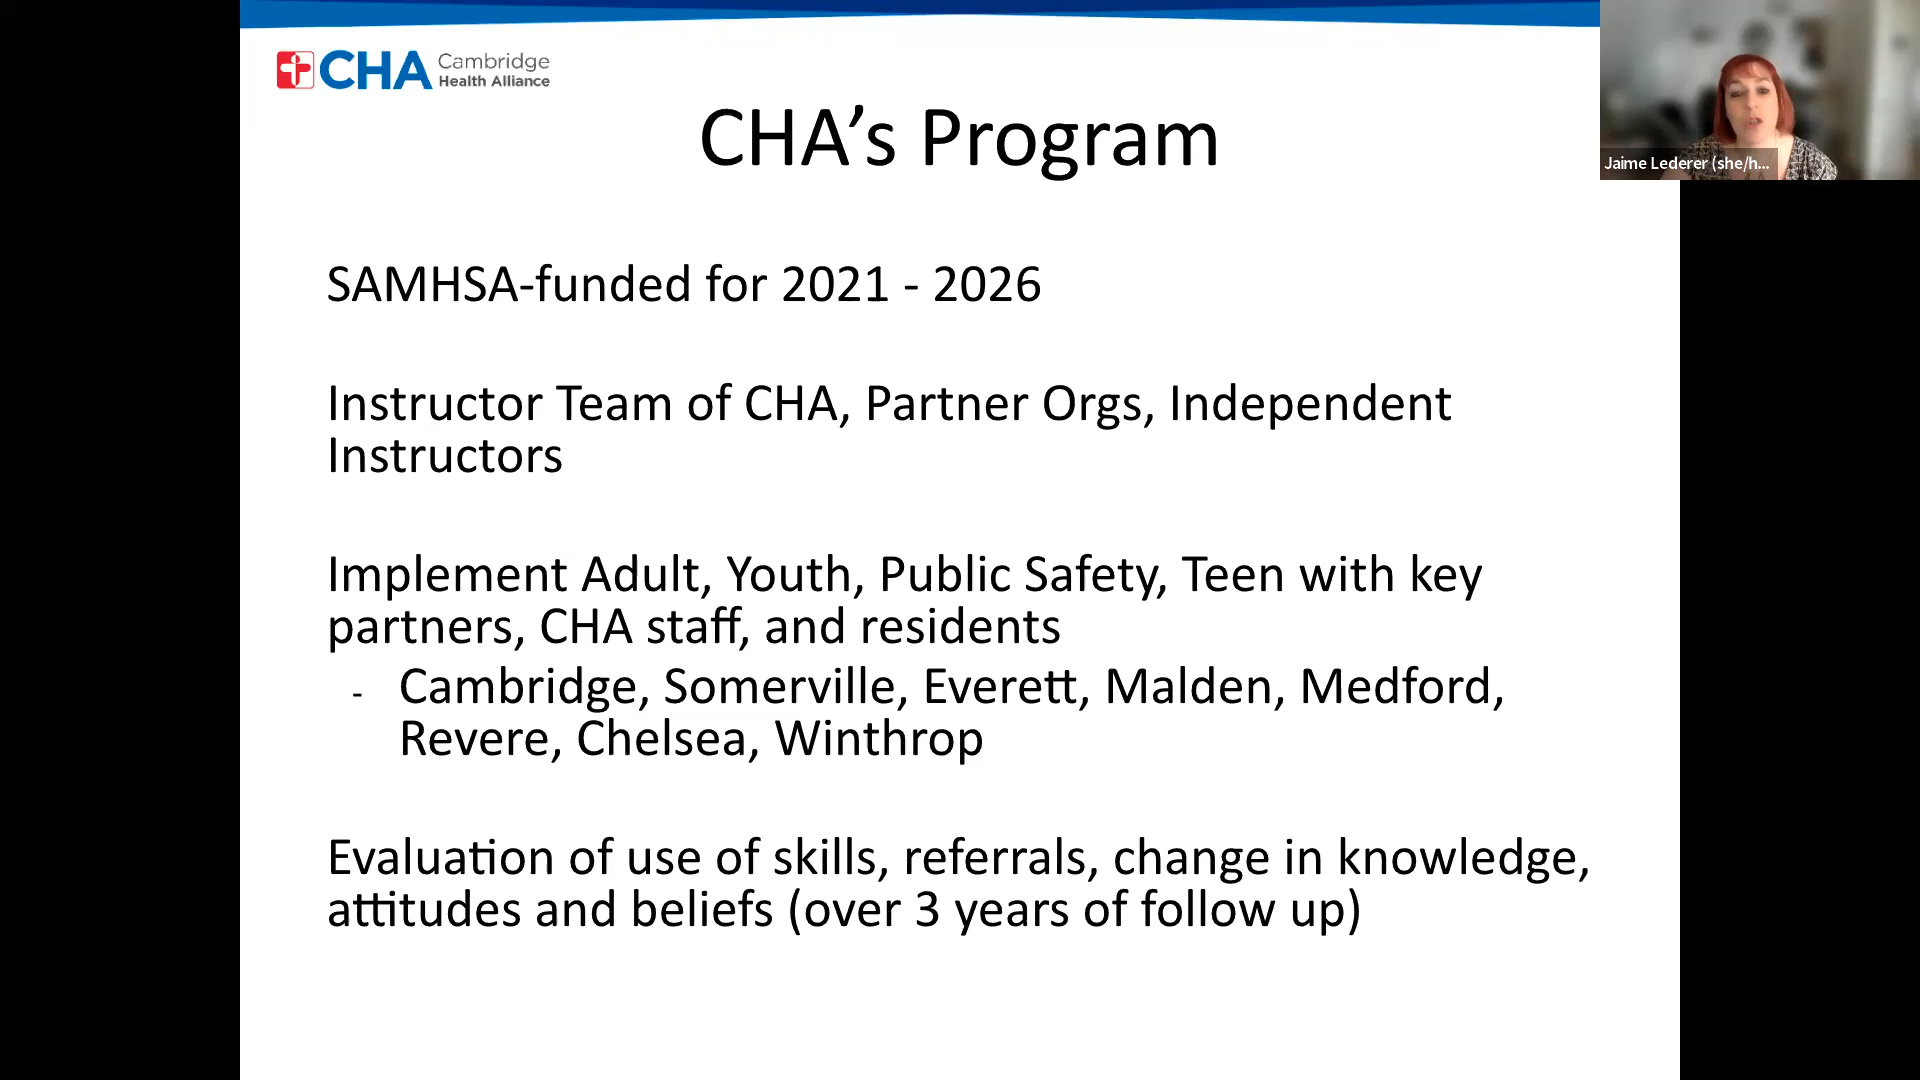 CHA Cambridge
Health Alliance
CHA’s Program
Jaime Lederer (she/h...
SAMHSA-funded for 2021 - 2026
Instructor Team of CHA, Partner Orgs, Independent
Instructors
Implement Adult, Youth, Public Safety, Teen with key
partners, CHA staff, and residents
- Cambridge, Somerville, Everett, Malden, Medford,
Revere, Chelsea, Winthrop
Evaluation of use of skills, referrals, change in knowledge,
attitudes and beliefs (over 3 years of follow up)